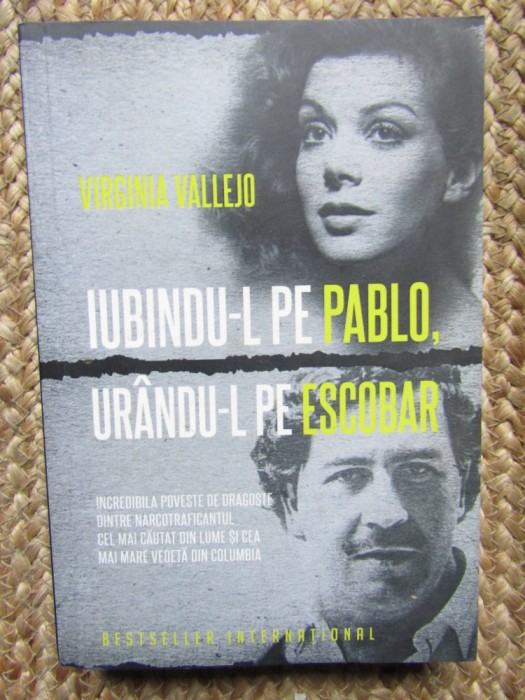 VIRGINIA VALLEJO
IUBINDU-L PE PABLO,
URÂNDU-L PE ESCOBAR
INCREDIBILA POVESTE DE DRAGOSTE
DINTRE NARCOTRAFICANTUL
CEL MAI CĂUTAT DIN LUME ȘI CEA
MAI MARE VEDETĂ DIN COLUMBIA
BESTSELLER INTERNAȚIONAL